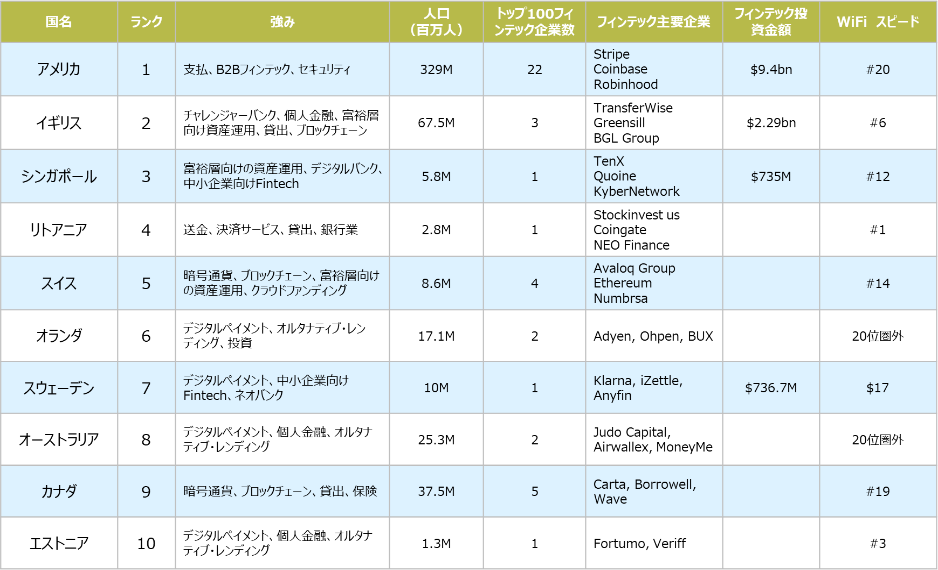 国名 ランク 強み 人口 トップ100フィ フィンテック主要企業 フィンテック投 WiFi スピード
（百万人） ンテック企業数 資金額
アメリカ 1 支払、B2Bフィンテック、セキュリティ 329M 22 Stripe $9.4bn #20
Coinbase
Robinhood
イギリス 2 チャレンジャーバンク、個人金融、富裕層 67.5M 3 TransferWise $2.29bn #6
向け資産運用、貸出、ブロックチェーン Greensill
BGL Group
シンガポール 3 富裕層向けの資産運用、デジタルバンク、 5.8M 1 TenX $735M #12
中小企業向けFintech Quoine
KyberNetwork
リトアニア 4 送金、決済サービス、貸出、銀行業 2.8M 1 Stockinvest us #1
Coingate
NEO Finance
スイス 5 暗号通貨、ブロックチェーン、富裕層向け 8.6M 4 Avaloq Group #14
の資産運用、クラウドファンディング Ethereum
Numbrsa
オランダ 6 デジタルペイメント、オルタナティブ・レン 17.1M 2 Adyen, Ohpen, BUX 20位圏外
ディング、投資
スウェーデン 7 デジタルペイメント、中小企業向け 10M 1 Klarna, iZettle, $736.7M $17
Fintech、ネオバンク Anyfin
オーストラリア 8 デジタルペイメント、個人金融、オルタナ 25.3M 2 Judo Capital, 20位圏外
ティブ・レンディング Airwallex, MoneyMe
カナダ 9 暗号通貨、ブロックチェーン、貸出、保険 37.5M 5 Carta, Borrowell, #19
Wave
エストニア 10 デジタルペイメント、個人金融、オルタナ 1.3M 1 Fortumo, Veriff #3
ティブ・レンディング